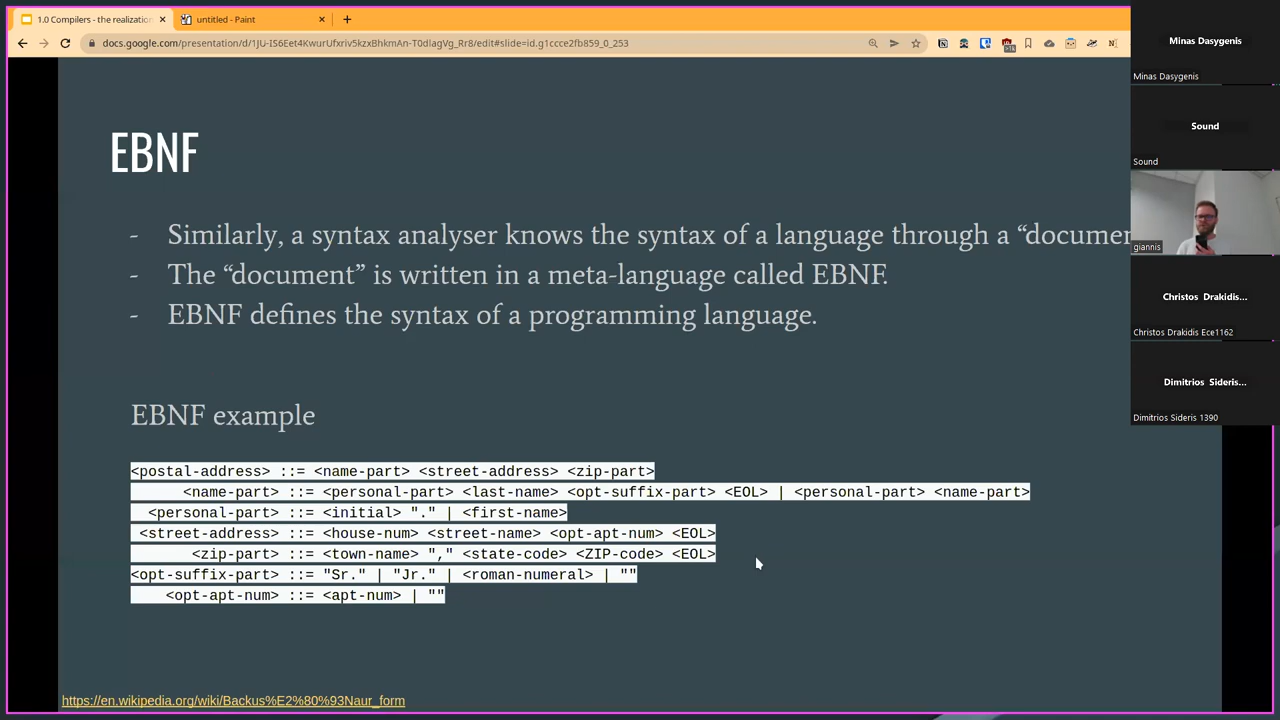 1.0 Compilers - the realization
untitled - Paint
docs.google.com/presentation/d/1JU-IS6Eet4KwurUfxriv5kzxBhkmAn-T0dlagVg_Rr8/edit#slide=id.g1ccce2fb859_0_253
EBNF
- Similarly, a syntax analyser knows the syntax of a language through a “documen
- The “document” is written in a meta-language called EBNF.
- EBNF defines the syntax of a programming language.
EBNF example
<postal-address> ::= <name-part> <street-address> <zip-part>
<name-part> ::= <personal-part> <last-name> <opt-suffix-part> <EOL> | <personal-part> <name-part>
<personal-part> ::= <initial> "." | <first-name>
<street-address> ::= <house-num> <street-name> <opt-apt-num> <EOL>
<zip-part> ::= <town-name> "," <state-code> <ZIP-code> <EOL>
<opt-suffix-part> ::= "Sr." | "Jr." | <roman-numeral> | ""
<opt-apt-num> ::= <apt-num> | ""
https://en.wikipedia.org/wiki/Backus%E2%80%93Naur_form
Minas Dasygenis
Minas Dasygenis
Sound
Sound
giannis
Christos Drakidis...
Christos Drakidis Ece1162
Dimitrios Sideris...
Dimitrios Sideris 1390